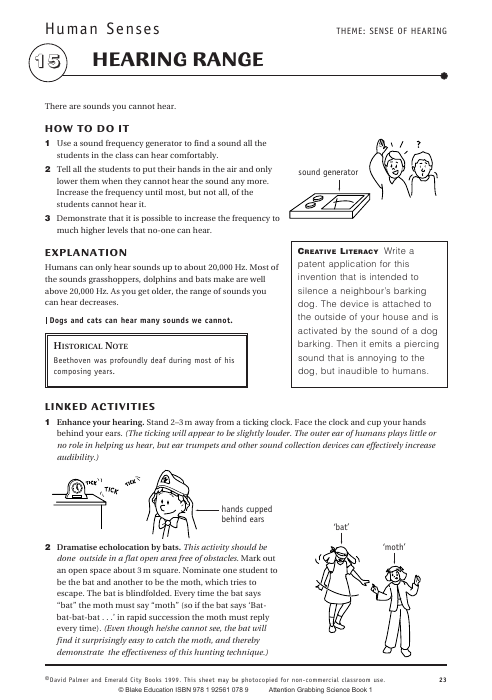 Human Senses
THEME: SENSE OF HEARING
15
HEARING RANGE
There are sounds you cannot hear.
HOW TO DO IT
1 Use a sound frequency generator to find a sound all the
students in the class can hear comfortably.
2 Tell all the students to put their hands in the air and only
lower them when they cannot hear the sound any more.
Increase the frequency until most, but not all, of the
students cannot hear it.
3 Demonstrate that it is possible to increase the frequency to
much higher levels that no-one can hear.
sound generator
?
EXPLANATION
Humans can only hear sounds up to about 20,000 Hz. Most of
the sounds grasshoppers, dolphins and bats make are well
above 20,000 Hz. As you get older, the range of sounds you
can hear decreases.
Dogs and cats can hear many sounds we cannot.
HISTORICAL NOTE
Beethoven was profoundly deaf during most of his
composing years.
CREATIVE LITERACY Write a
patent application for this
invention that is intended to
silence a neighbour's barking
dog. The device is attached to
the outside of your house and is
activated by the sound of a dog
barking. Then it emits a piercing
sound that is annoying to the
dog, but inaudible to humans.
LINKED ACTIVITIES
1 Enhance your hearing. Stand 2–3 m away from a ticking clock. Face the clock and cup your hands
behind your ears. (The ticking will appear to be slightly louder. The outer ear of humans plays little or
no role in helping us hear, but ear trumpets and other sound collection devices can effectively increase
audibility.)
TICK
TICK
TICK
hands cupped
behind ears
2 Dramatise echolocation by bats. This activity should be
done outside in a flat open area free of obstacles. Mark out
an open space about 3 m square. Nominate one student to
be the bat and another to be the moth, which tries to
escape. The bat is blindfolded. Every time the bat says
"bat" the moth must say "moth" (so if the bat says 'Bat-
bat-bat-bat . . .' in rapid succession the moth must reply
every time). (Even though he/she cannot see, the bat will
find it surprisingly easy to catch the moth, and thereby
demonstrate the effectiveness of this hunting technique.)
'bat'
'moth'
©David Palmer and Emerald City Books 1999. This sheet may be photocopied for non-commercial classroom use.
23
© Blake Education ISBN 978 1 92561 078 9 Attention Grabbing Science Book 1